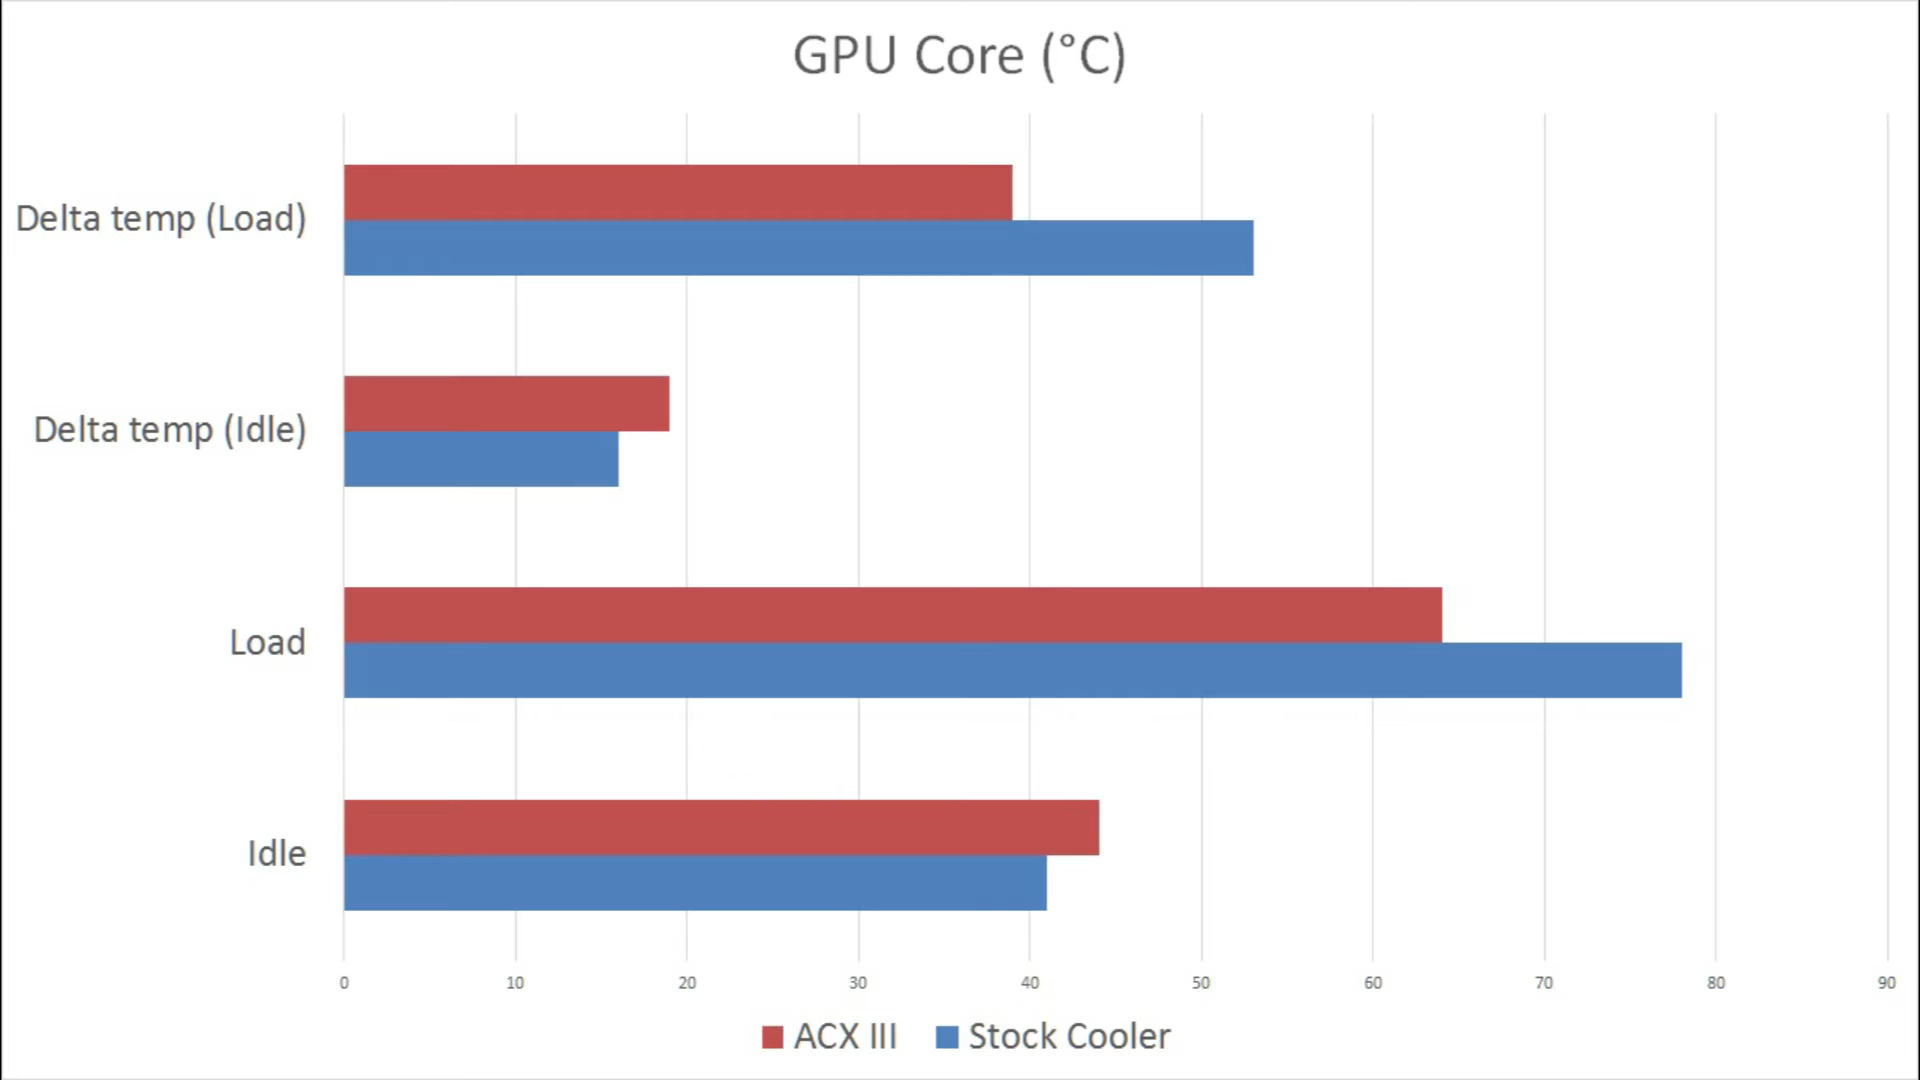 GPU Core (°C)
Delta temp (Load)
Delta temp (Idle)
Load
Idle
0 10 20 30 40 50 60 70 80 90
ACX III Stock Cooler